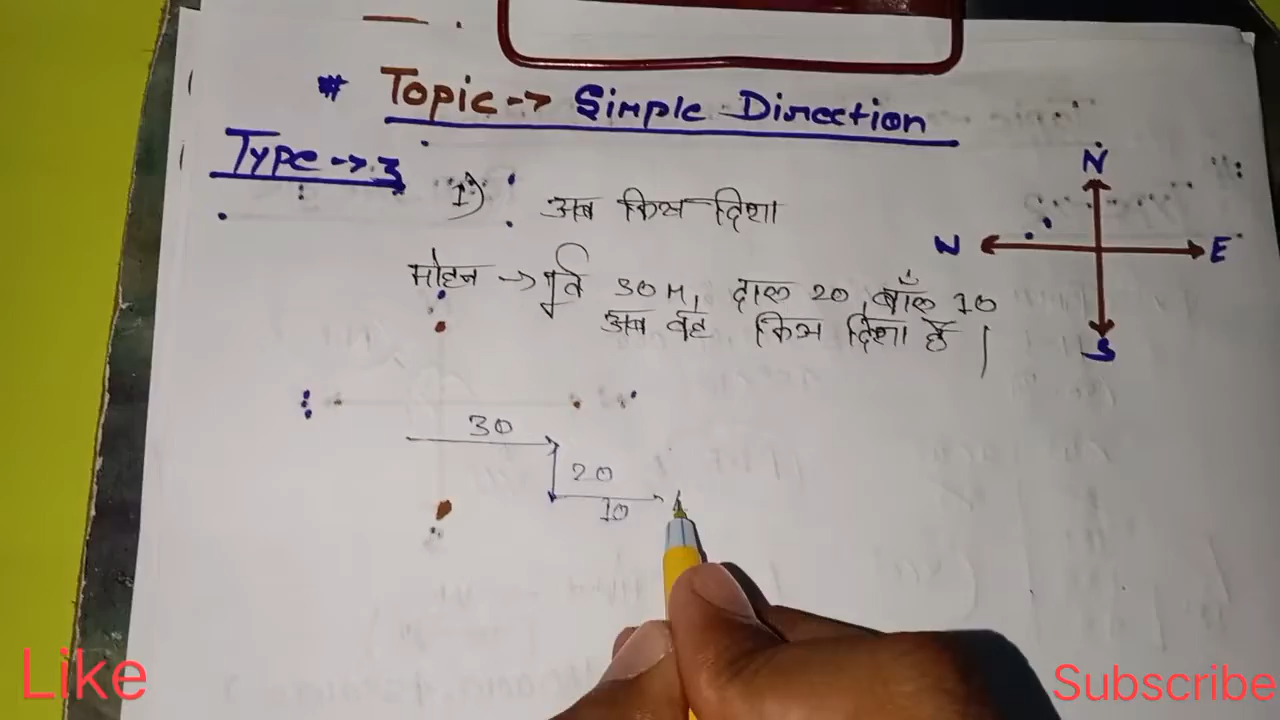 # Topic -> Simple Direction
Type -> 3
1) अब किस दिशा
N
W E
S
मोहन -> पूर्व 30 M, दाएं 20, बाँए 10
अब वह किस दिशा है |
30
20
10
Like
Subscribe